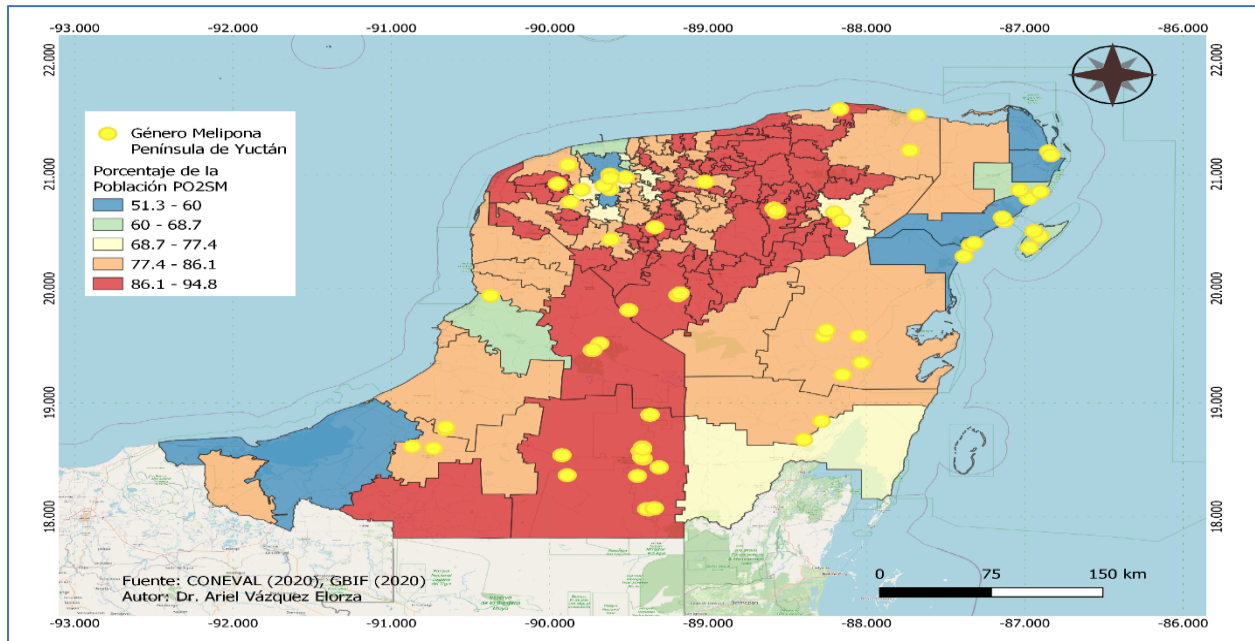 -93.000 -92.000 -91.000 -90.000 -89.000 -88.000 -87.000 -86.000
22.000
21.000
20.000
19.000
18.000
22.000
21.000
20.000
19.000
18.000
Género Melipona
Península de Yuctán
Porcentaje de la
Población PO2SM
51.3 - 60
60 - 68.7
68.7 - 77.4
77.4 - 86.1
86.1 - 94.8
Fuente: CONEVAL (2020), GBIF (2020)
Autor: Dr. Ariel Vázquez Elorza
0 75 150 km
-93.000 -92.000 -91.000 -90.000 -89.000 -88.000 -87.000 -86.000